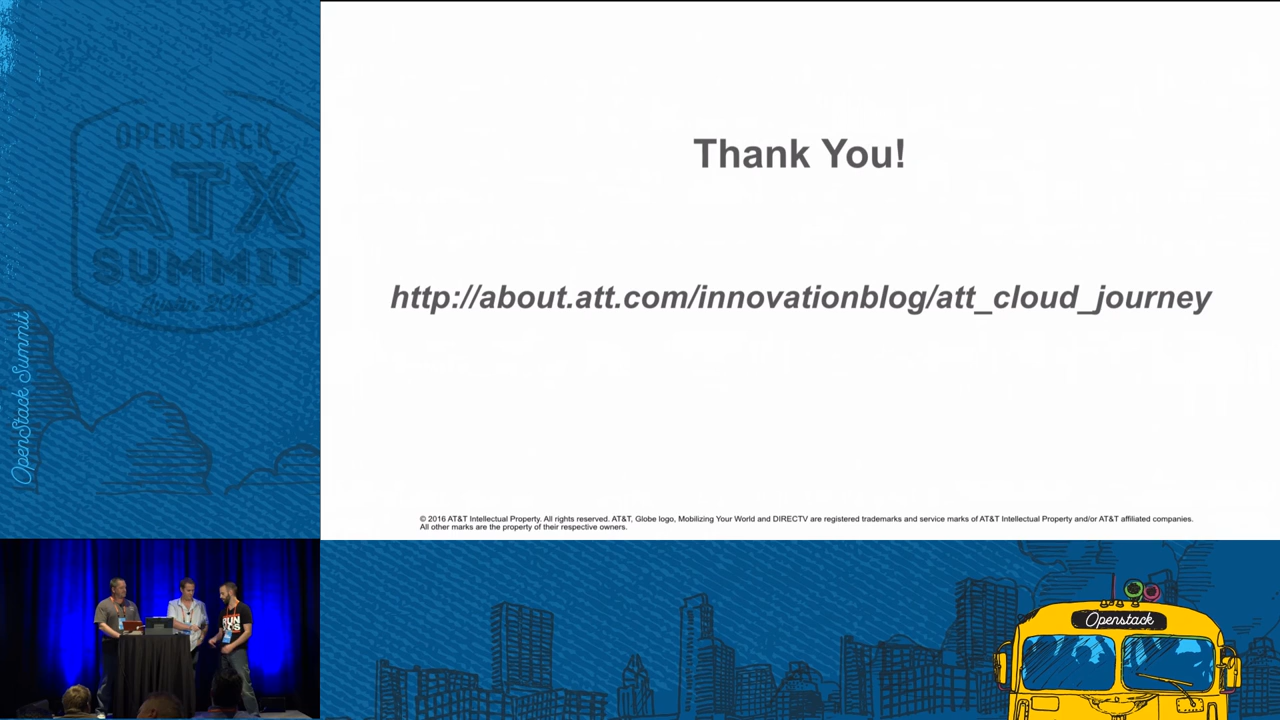 OPENSTACK
ATX
SUMMIT
Austin 2016
OpenStack Summit
Thank You!
http://about.att.com/innovationblog/att_cloud_journey
© 2016 AT&T Intellectual Property. All rights reserved. AT&T, Globe logo, Mobilizing Your World and DIRECTV are registered trademarks and service marks of AT&T Intellectual Property and/or AT&T affiliated companies.
All other marks are the property of their respective owners.
RUN
Openstack